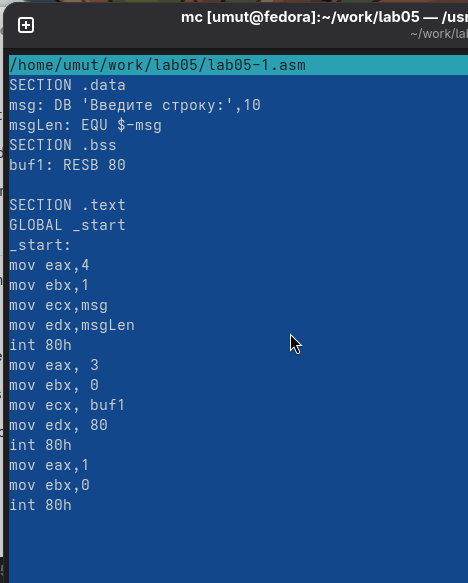 mc [umut@fedora]:~/work/lab05 —
~/work/
/home/umut/work/lab05/lab05-1.asm
SECTION .data
msg: DB 'Введите строку:',10
msgLen: EQU $-msg
SECTION .bss
buf1: RESB 80
SECTION .text
GLOBAL _start
_start:
mov eax,4
mov ebx,1
mov ecx,msg
mov edx,msgLen
int 80h
mov eax, 3
mov ebx, 0
mov ecx, buf1
mov edx, 80
int 80h
mov eax,1
mov ebx,0
int 80h